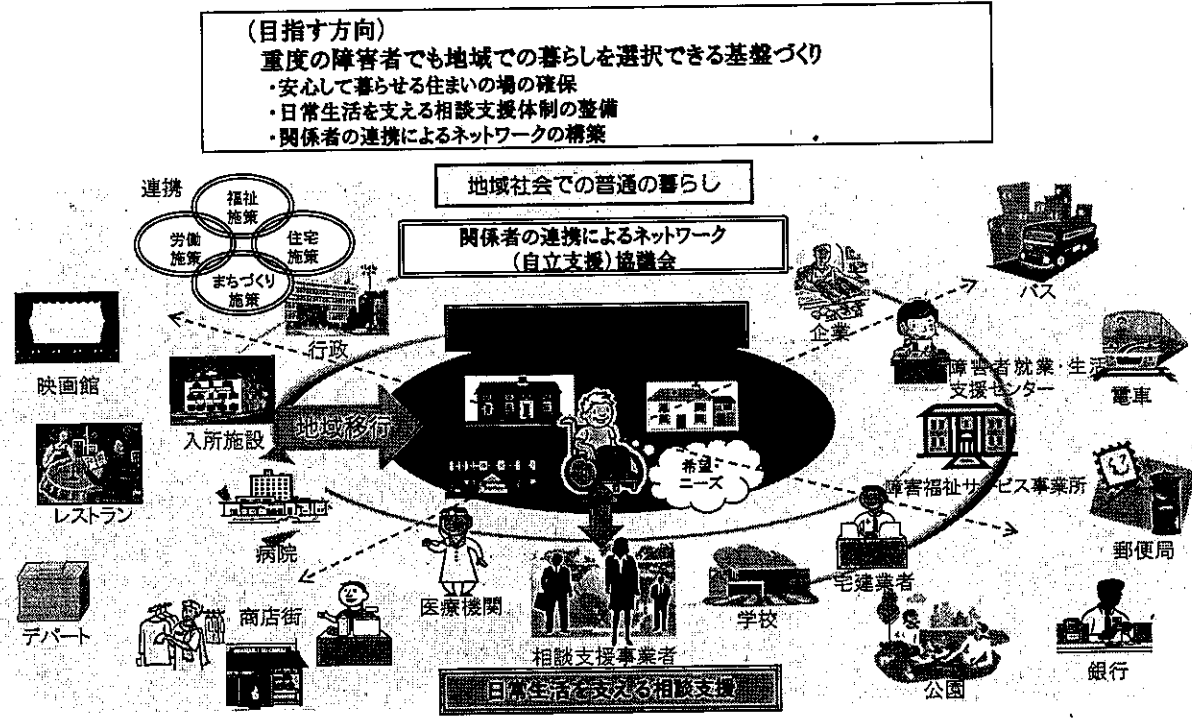 (目指す方向)
重度の障害者でも地域での暮らしを選択できる基盤づくり
・安心して暮らせる住まいの場の確保
・日常生活を支える相談支援体制の整備
・関係者の連携によるネットワークの構築
地域社会での普通の暮らし
連携
福祉
施策
労働
施策
住宅
施策
まちづくり
施策
関係者の連携によるネットワーク
(自立支援)協議会
バス
企業
行政
映画館
障害者就業・生活
支援センター
電車
入所施設
地域移行
希望・
ニーズ
レストラン
障害福祉サービス事業所
病院
郵便局
宅建業者
医療機関
学校
デパート
商店街
相談支援事業者
公園
銀行
日常生活を支える相談支援